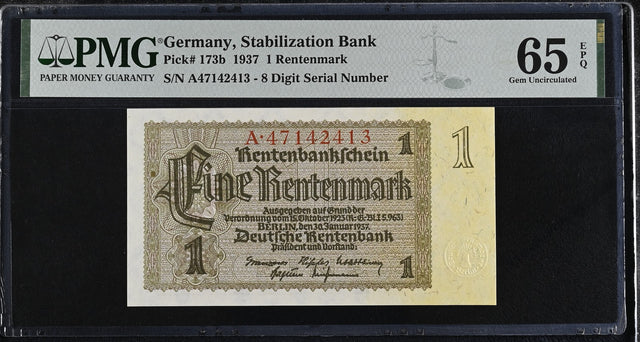 PMG
PAPER MONEY GUARANTY
Germany, Stabilization Bank
Pick# 173b 1937 1 Rentenmark
S/N A47142413 - 8 Digit Serial Number
65 EPQ
Gem Uncirculated
A·47142413
1
1
Rentenbankschein
Eine Rentenmark
Ausgegeben auf Grund der
Verordnung vom 15. Oktober 1923 (R.G.Bl.I S.963)
BERLIN, den 30. Januar 1937.
Deutsche Rentenbank
Präsident und Vorstand:
1
1